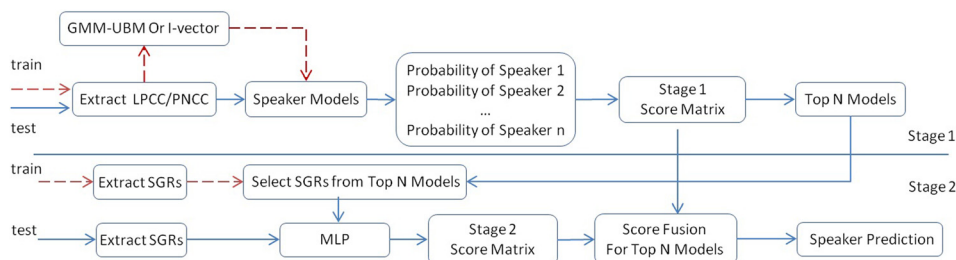 GMM-UBM Or I-vector
train
Extract LPCC/PNCC
test
Speaker Models
Probability of Speaker 1
Probability of Speaker 2
...
Probability of Speaker n
Stage 1
Score Matrix
Top N Models
Stage 1
train
Extract SGRs
Select SGRs from Top N Models
Stage 2
test
Extract SGRs
MLP
Stage 2
Score Matrix
Score Fusion
For Top N Models
Speaker Prediction